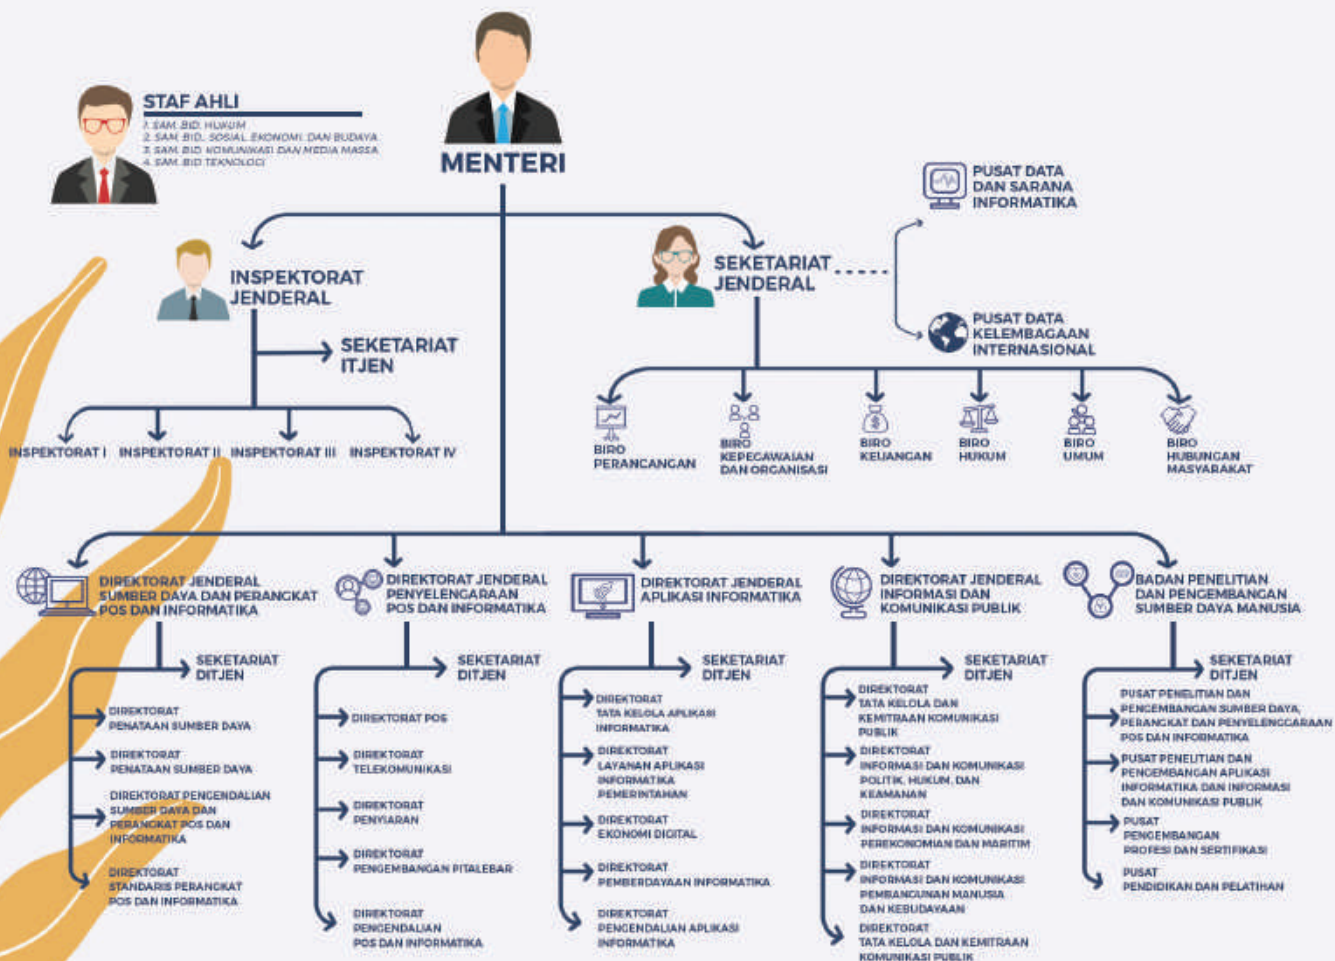 STAF AHLI
1. SAM. BID. HUKUM
2. SAM. BID., SOSIAL, EKONOMI, DAN BUDAYA
3. SAM. BID. KOMUNIKASI DAN MEDIA MASSA
4. SAM. BID TEKNOLOGI
MENTERI
PUSAT DATA
DAN SARANA
INFORMATIKA
INSPEKTORAT
JENDERAL
SEKETARIAT
JENDERAL
PUSAT DATA
KELEMBAGAAN
INTERNASIONAL
SEKETARIAT
ITJEN
INSPEKTORAT I
INSPEKTORAT II
INSPEKTORAT III
INSPEKTORAT IV
BIRO
PERANCANGAN
BIRO
KEPEGAWAIAN
DAN ORGANISASI
BIRO
KEUANGAN
BIRO
HUKUM
BIRO
UMUM
BIRO
HUBUNGAN
MASYARAKAT
DIREKTORAT JENDERAL
SUMBER DAYA DAN PERANGKAT
POS DAN INFORMATIKA
SEKETARIAT
DITJEN
DIREKTORAT
PENATAAN SUMBER DAYA
DIREKTORAT
PENATAAN SUMBER DAYA
DIREKTORAT PENGENDALIAN
SUMBER DAYA DAN
PERANGKAT POS DAN
INFORMATIKA
DIREKTORAT
STANDARIS PERANGKAT
POS DAN INFORMATIKA
DIREKTORAT JENDERAL
PENYELENGARAAN
POS DAN INFORMATIKA
SEKETARIAT
DITJEN
DIREKTORAT POS
DIREKTORAT
TELEKOMUNIKASI
DIREKTORAT
PENYIARAN
DIREKTORAT
PENGEMBANGAN PITALEBAR
DIREKTORAT
PENGENDALIAN
POS DAN INFORMATIKA
DIREKTORAT JENDERAL
APLIKASI INFORMATIKA
SEKETARIAT
DITJEN
DIREKTORAT
TATA KELOLA APLIKASI
INFORMATIKA
DIREKTORAT
LAYANAN APLIKASI
INFORMATIKA
PEMERINTAHAN
DIREKTORAT
EKONOMI DIGITAL
DIREKTORAT
PEMBERDAYAAN INFORMATIKA
DIREKTORAT
PENGENDALIAN APLIKASI
INFORMATIKA
DIREKTORAT JENDERAL
INFORMASI DAN
KOMUNIKASI PUBLIK
SEKETARIAT
DITJEN
DIREKTORAT
TATA KELOLA DAN
KEMITRAAN KOMUNIKASI
PUBLIK
DIREKTORAT
INFORMASI DAN KOMUNIKASI
POLITIK, HUKUM, DAN
KEAMANAN
DIREKTORAT
INFORMASI DAN KOMUNIKASI
PEREKONOMIAN DAN MARITIM
DIREKTORAT
INFORMASI DAN KOMUNIKASI
PEMBANGUNAN MANUSIA
DAN KEBUDAYAAN
DIREKTORAT
TATA KELOLA DAN KEMITRAAN
KOMUNIKASI PUBLIK
BADAN PENELITIAN
DAN PENGEMBANGAN
SUMBER DAYA MANUSIA
SEKETARIAT
DITJEN
PUSAT PENELITIAN DAN
PENGEMBANGAN SUMBER DAYA,
PERANGKAT DAN PENYELENGGARAAN
POS DAN INFORMATIKA
PUSAT PENELITIAN DAN
PENGEMBANGAN APLIKASI
INFORMATIKA DAN INFORMASI
DAN KOMUNIKASI PUBLIK
PUSAT
PENGEMBANGAN
PROFESI DAN SERTIFIKASI
PUSAT
PENDIDIKAN DAN PELATIHAN